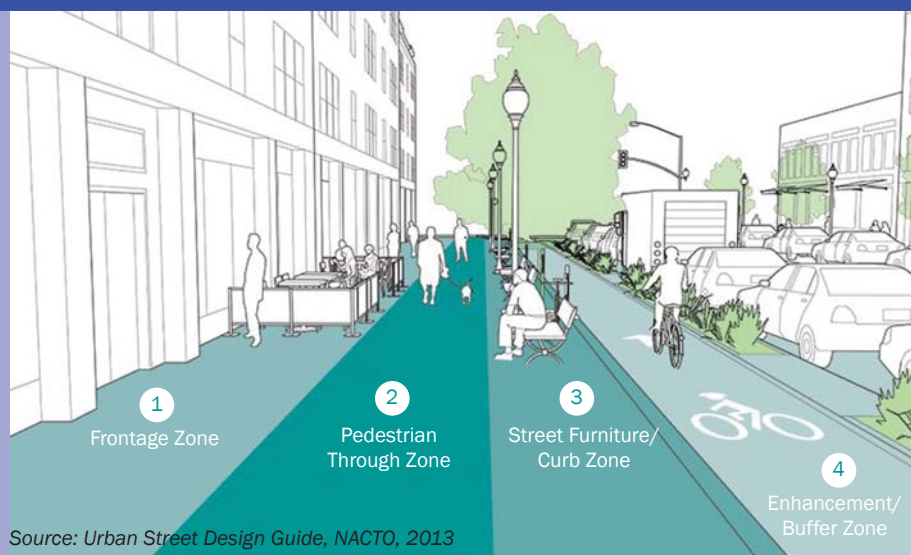 1
Frontage Zone
2
Pedestrian
Through Zone
3
Street Furniture/
Curb Zone
4
Enhancement/
Buffer Zone
Source: Urban Street Design Guide, NACTO, 2013